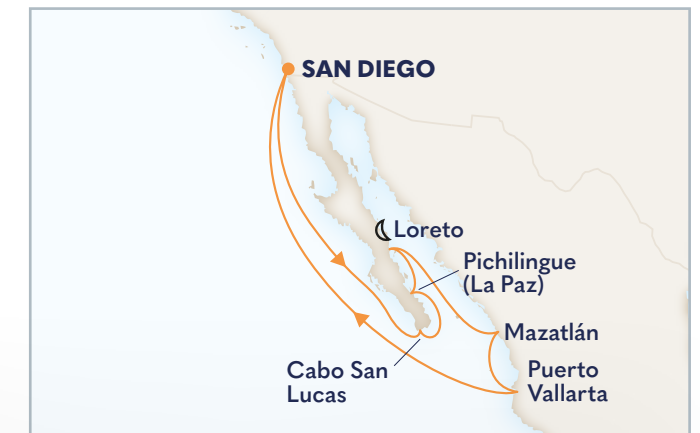 SAN DIEGO
Loreto
Pichilingue
(La Paz)
Mazatlán
Cabo San
Lucas
Puerto
Vallarta